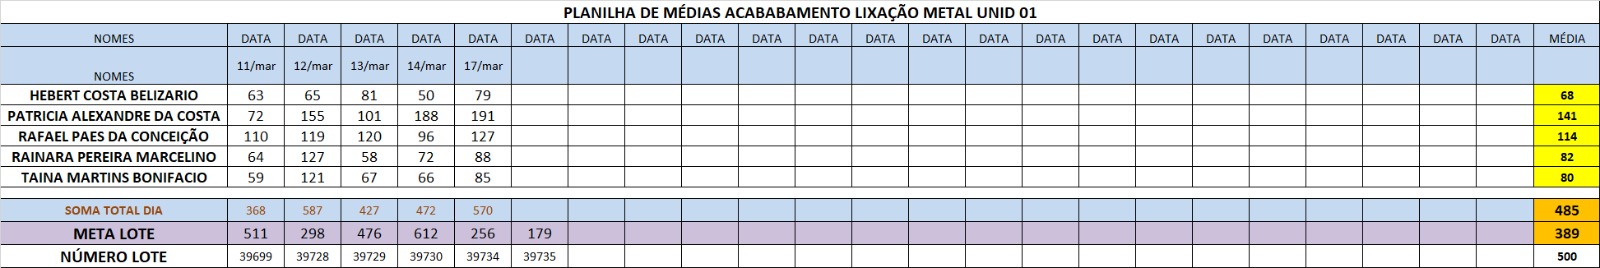 PLANILHA DE MÉDIAS ACABABAMENTO LIXAÇÃO METAL UNID 01
NOMES DATA DATA DATA DATA DATA DATA DATA DATA DATA DATA DATA DATA DATA DATA DATA DATA DATA DATA DATA DATA DATA DATA DATA MÉDIA
NOMES 11/mar 12/mar 13/mar 14/mar 17/mar
HEBERT COSTA BELIZARIO 63 65 81 50 79 68
PATRICIA ALEXANDRE DA COSTA 72 155 101 188 191 141
RAFAEL PAES DA CONCEIÇÃO 110 119 120 96 127 114
RAINARA PEREIRA MARCELINO 64 127 58 72 88 82
TAINA MARTINS BONIFACIO 59 121 67 66 85 80
SOMA TOTAL DIA 368 587 427 472 570 485
META LOTE 511 298 476 612 256 179 389
NÚMERO LOTE 39699 39728 39729 39730 39734 39735 500